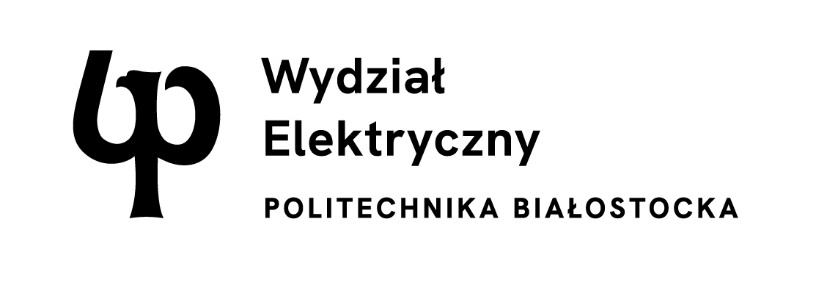 Wydział
Elektryczny
POLITECHNIKA BIAŁOSTOCKA